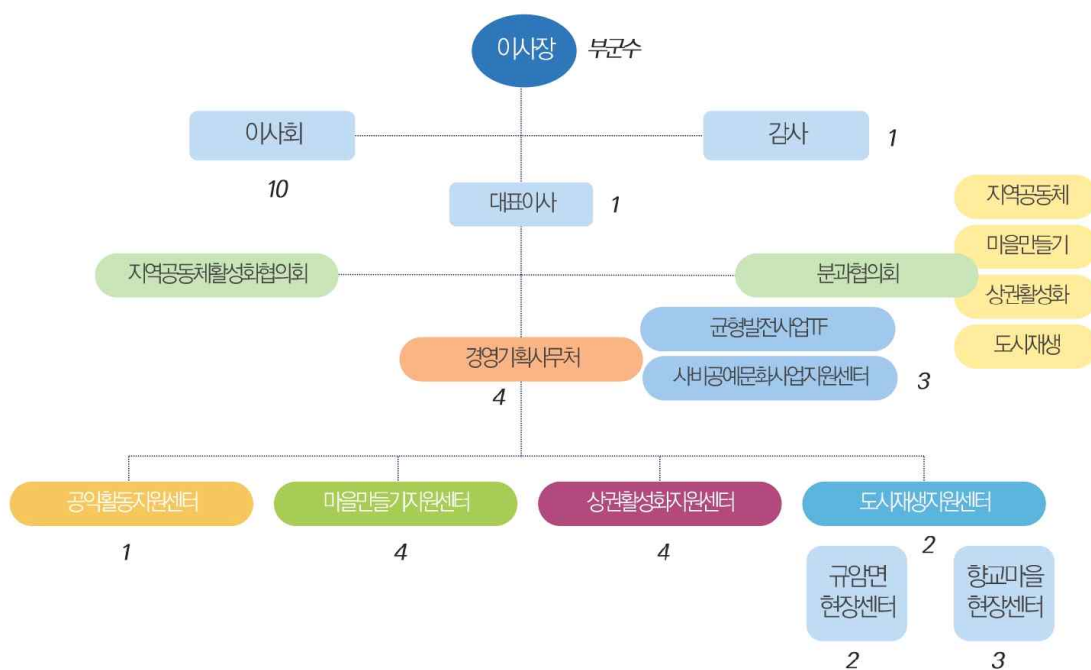 이사장
부군수
이사회
감사
1
10
대표이사
1
지역공동체
마을만들기
지역공동체활성화협의회
분과협의회
상권활성화
균형발전사업TF
도시재생
경영기획사무처
사비공예문화사업지원센터
3
4
공익활동지원센터
마을만들기지원센터
상권활성화지원센터
도시재생지원센터
1
4
4
2
규암면
현장센터
향교마을
현장센터
2
3